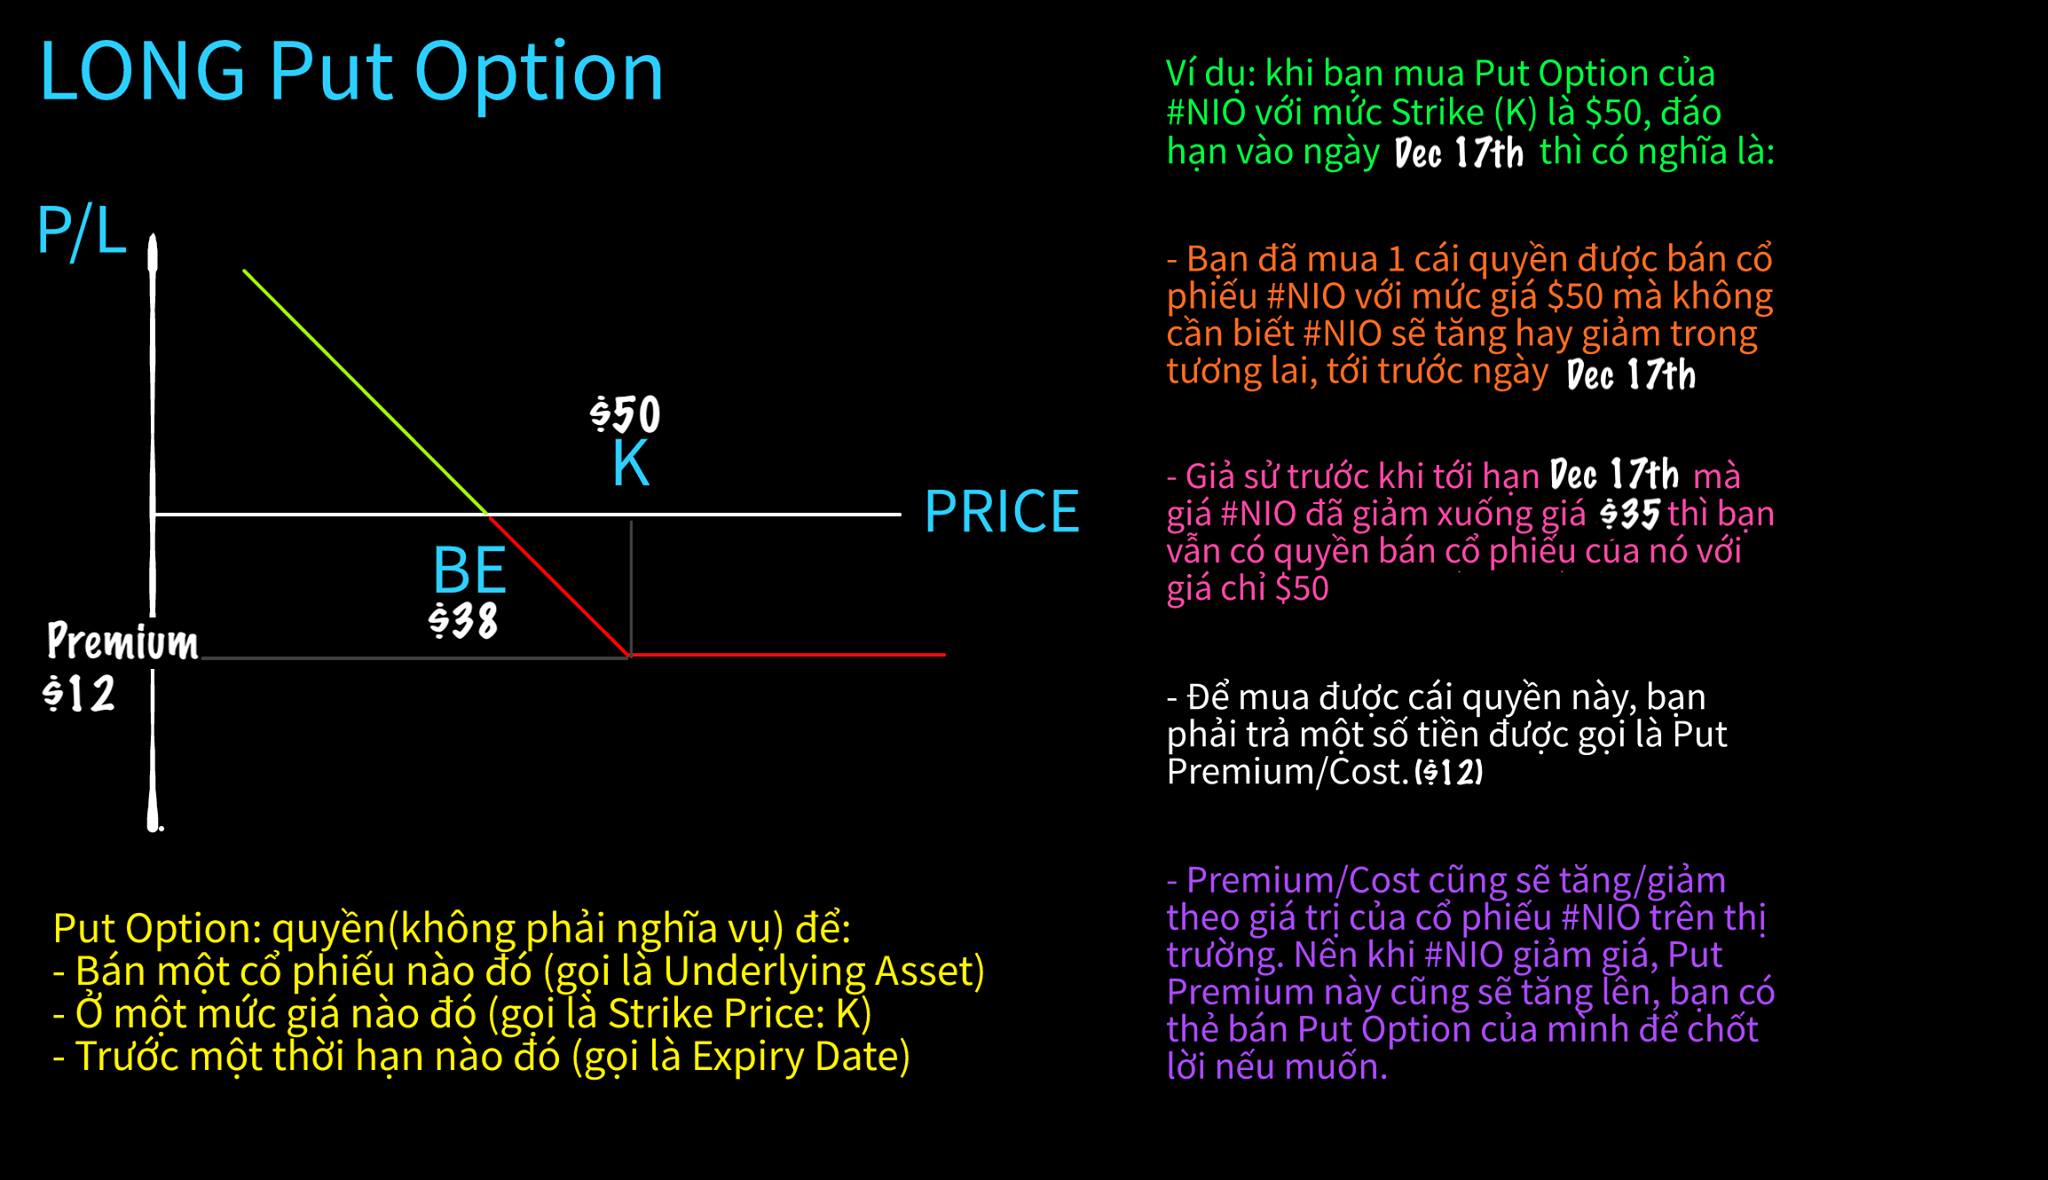 LONG Put Option
P/L
$50
K
PRICE
BE
$38
Premium
$12
Put Option: quyền(không phải nghĩa vụ) để:
- Bán một cổ phiếu nào đó (gọi là Underlying Asset)
- Ở một mức giá nào đó (gọi là Strike Price: K)
- Trước một thời hạn nào đó (gọi là Expiry Date)
Ví dụ: khi bạn mua Put Option của
#NIO với mức Strike (K) là $50, đáo
hạn vào ngày Dec 17th thì có nghĩa là:
- Bạn đã mua 1 cái quyền được bán cổ
phiếu #NIO với mức giá $50 mà không
cần biết #NIO sẽ tăng hay giảm trong
tương lai, tới trước ngày Dec 17th
- Giả sử trước khi tới hạn Dec 17th mà
giá #NIO đã giảm xuống giá $35 thì bạn
vẫn có quyền bán cổ phiếu của nó với
giá chỉ $50
- Để mua được cái quyền này, bạn
phải trả một số tiền được gọi là Put
Premium/Cost. ($12)
- Premium/Cost cũng sẽ tăng/giảm
theo giá trị của cổ phiếu #NIO trên thị
trường. Nên khi #NIO giảm giá, Put
Premium này cũng sẽ tăng lên, bạn có
thẻ bán Put Option của mình để chốt
lời nếu muốn.